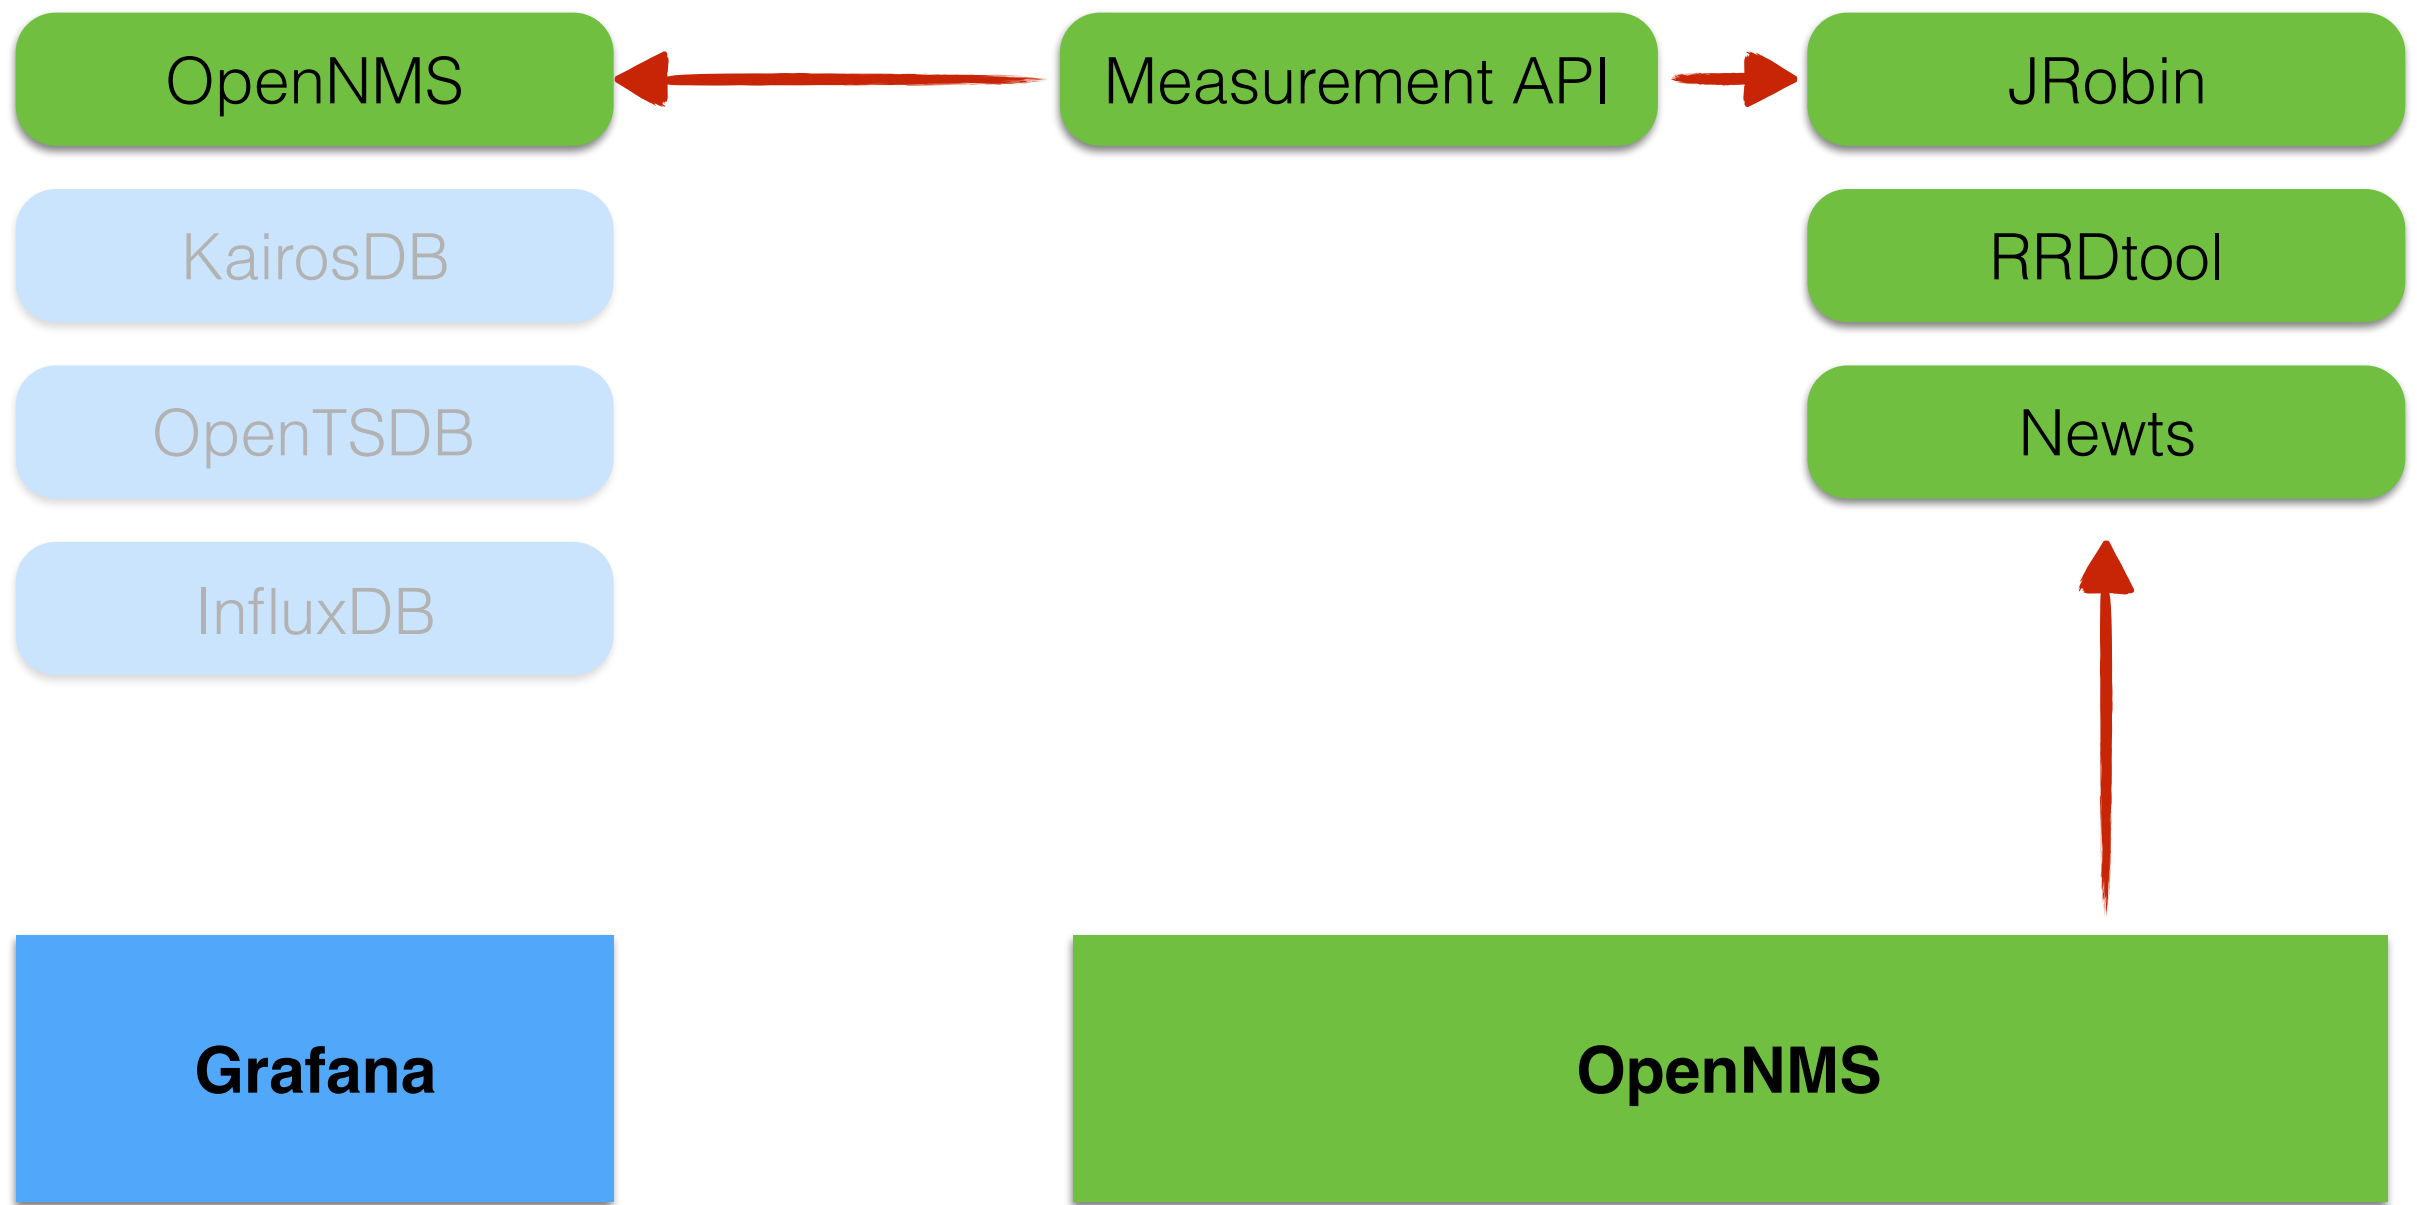 OpenNMS
Measurement API
JRobin
KairosDB
RRDtool
OpenTSDB
Newts
InfluxDB
Grafana
OpenNMS